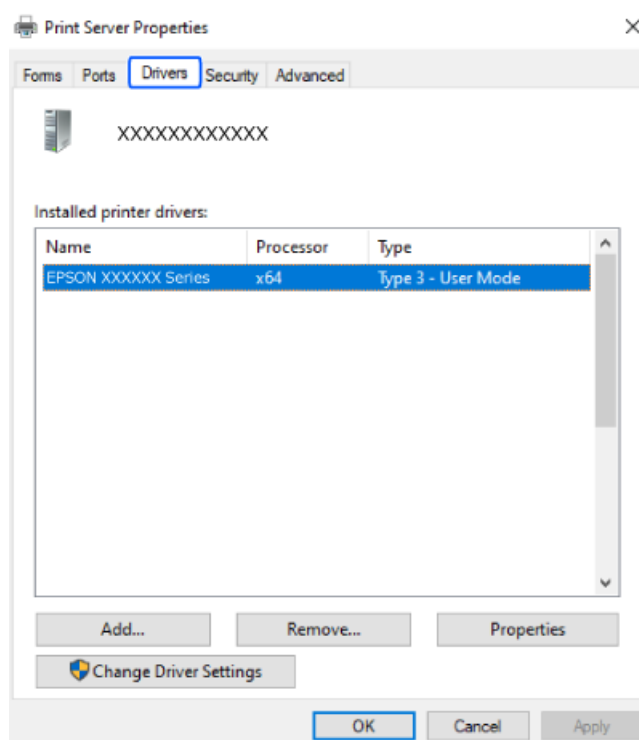 Print Server Properties
Forms Ports Drivers Security Advanced
XXXXXXXXXXXX
Installed printer drivers:
Name Processor Type
EPSON XXXXXX Series x64 Type 3 - User Mode
Add... Remove... Properties
Change Driver Settings
OK Cancel Apply